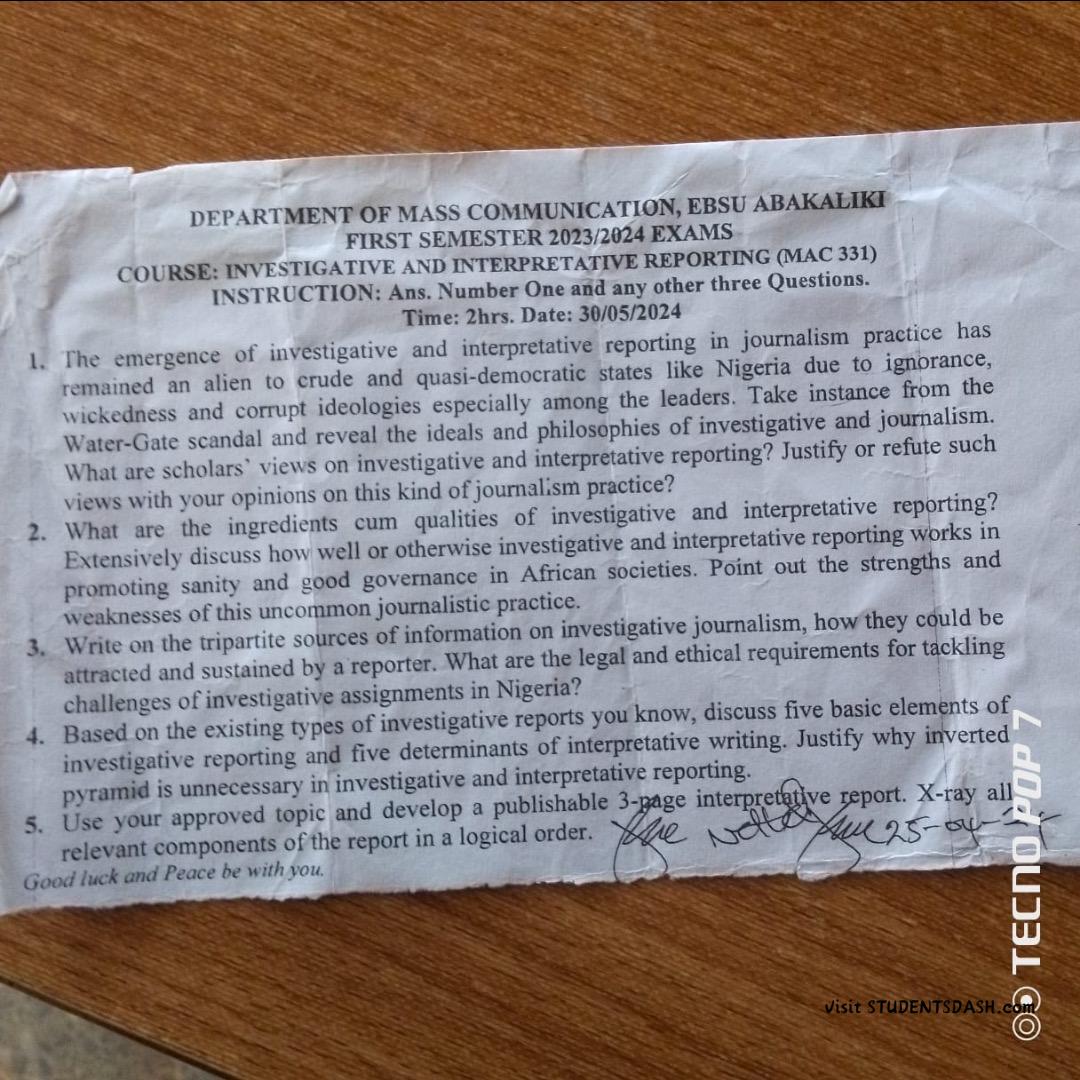 DEPARTMENT OF MASS COMMUNICATION, EBSU ABAKALIKI
FIRST SEMESTER 2023/2024 EXAMS
COURSE: INVESTIGATIVE AND INTERPRETATIVE REPORTING (MAC 331)
INSTRUCTION: Ans. Number One and any other three Questions.
Time: 2hrs. Date: 30/05/2024
1. The emergence of investigative and interpretative reporting in journalism practice has
remained an alien to crude and quasi-democratic states like Nigeria due to ignorance,
wickedness and corrupt ideologies especially among the leaders. Take instance from the
Water-Gate scandal and reveal the ideals and philosophies of investigative and journalism.
What are scholars' views on investigative and interpretative reporting? Justify or refute such
views with your opinions on this kind of journalism practice?
2. What are the ingredients cum qualities of investigative and interpretative reporting?
Extensively discuss how well or otherwise investigative and interpretative reporting works in
promoting sanity and good governance in African societies. Point out the strengths and
weaknesses of this uncommon journalistic practice.
3. Write on the tripartite sources of information on investigative journalism, how they could be
attracted and sustained by a reporter. What are the legal and ethical requirements for tackling
challenges of investigative assignments in Nigeria?
4. Based on the existing types of investigative reports you know, discuss five basic elements of
investigative reporting and five determinants of interpretative writing. Justify why inverted
pyramid is unnecessary in investigative and interpretative reporting.
5. Use your approved topic and develop a publishable 3-page interpretative report. X-ray all
relevant components of the report in a logical order.
Good luck and Peace be with you.
TECNO POP 7
Visit STUDENTSDASH.com